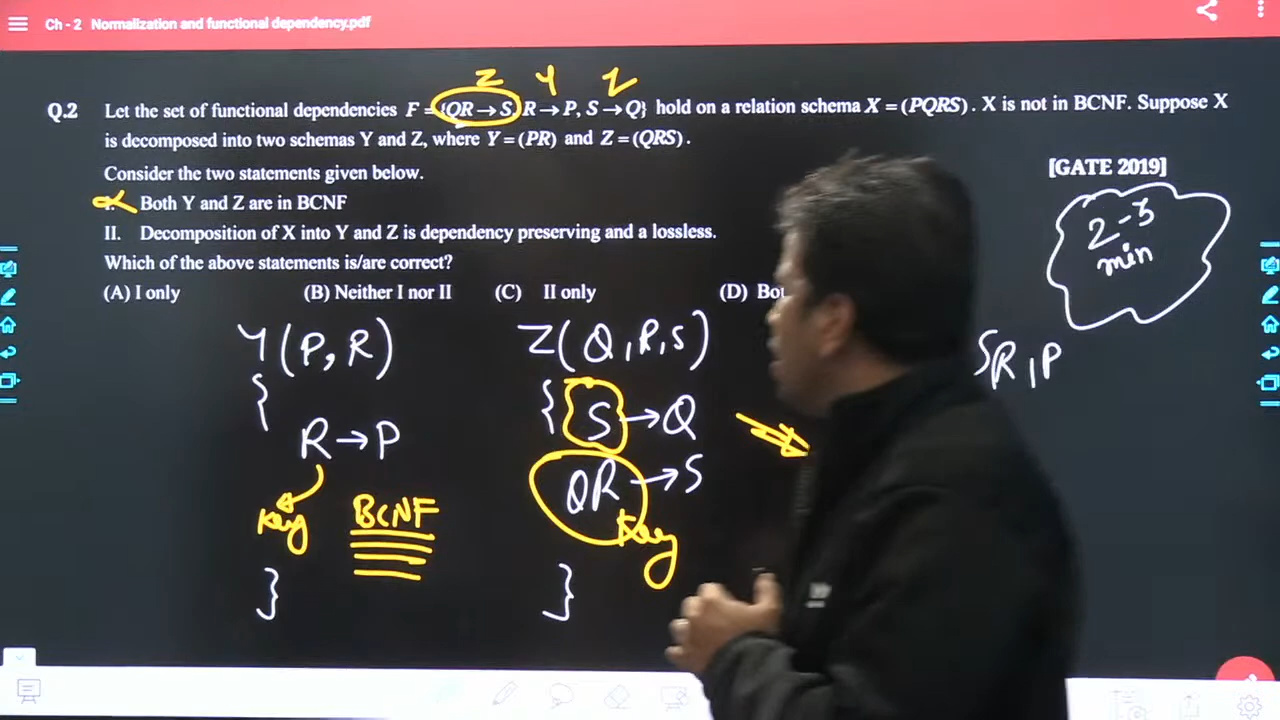 Ch - 2 Normalization and functional dependency.pdf
Z Y Z
Q.2 Let the set of functional dependencies F = {QR → S, R → P, S → Q} hold on a relation schema X = (PQRS). X is not in BCNF. Suppose X
is decomposed into two schemas Y and Z, where Y = (PR) and Z = (QRS).
Consider the two statements given below.
[GATE 2019]
I. Both Y and Z are in BCNF
II. Decomposition of X into Y and Z is dependency preserving and a lossless.
Which of the above statements is/are correct?
(A) I only (B) Neither I nor II (C) II only (D)
2-3
min
Y (P, R) Z (Q, R, S)
SR, P
{ { S → Q
R → P QR → S
Key BCNF Key
} }